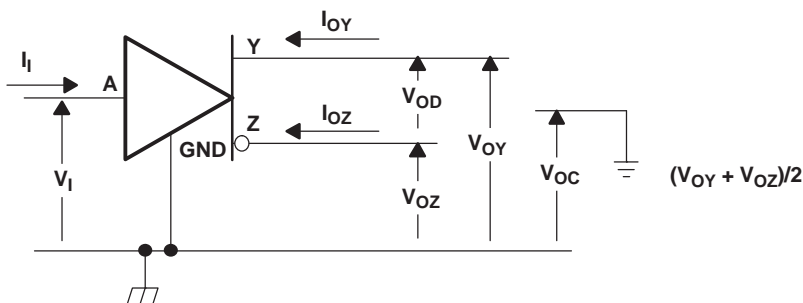 I_OY
I_I
Y
A
V_OD
I_OZ
Z
GND
V_OY
V_I
V_OC
(V_OY + V_OZ)/2
V_OZ